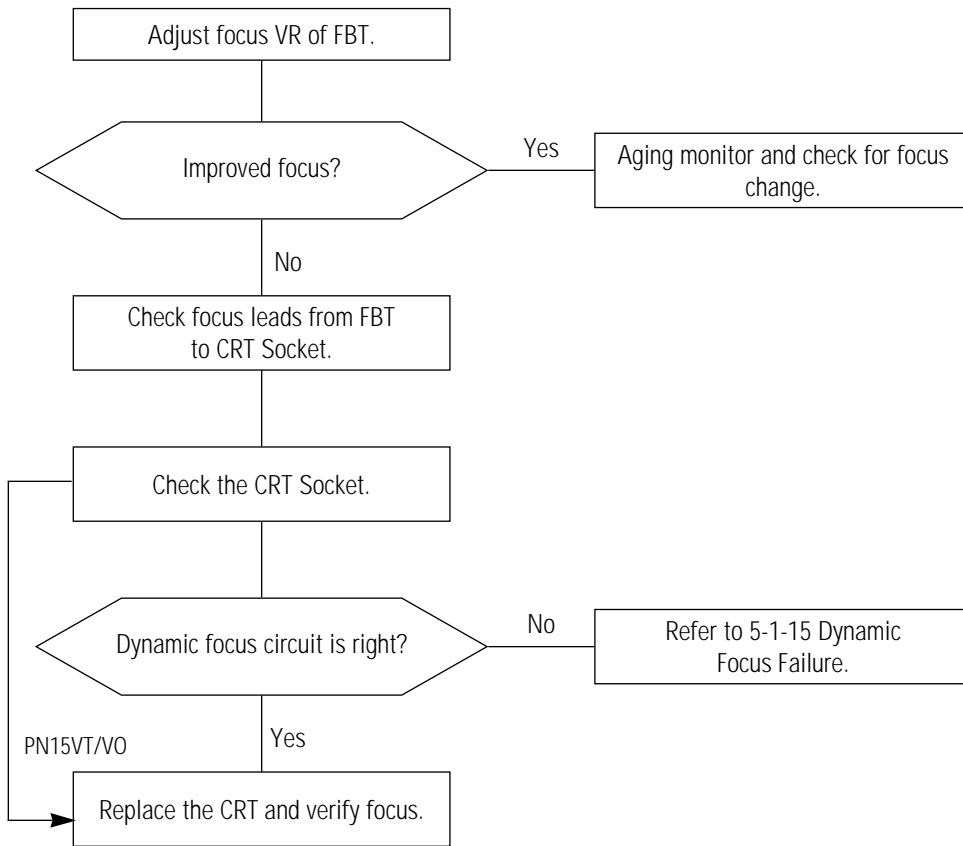 Adjust focus VR of FBT.
Improved focus?
Yes
Aging monitor and check for focus
change.
No
Check focus leads from FBT
to CRT Socket.
Check the CRT Socket.
Dynamic focus circuit is right?
No
Refer to 5-1-15 Dynamic
Focus Failure.
Yes
PN15VT/VO
Replace the CRT and verify focus.